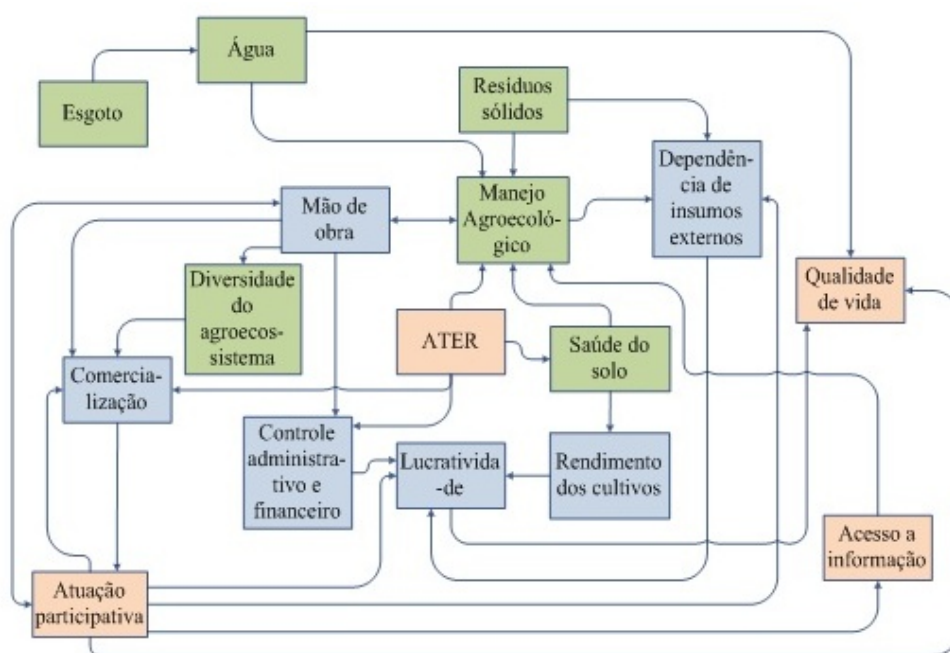 Água
Esgoto
Resíduos
sólidos
Dependên-
cia de
insumos
externos
Mão de
obra
Manejo
Agroecoló-
gico
Diversidade
do
agroecos-
sistema
Qualidade
de vida
ATER
Saúde do
solo
Comercia-
lização
Controle
administra-
tivo e
financeiro
Lucrativida
-de
Rendimento
dos cultivos
Acesso a
informação
Atuação
participativa